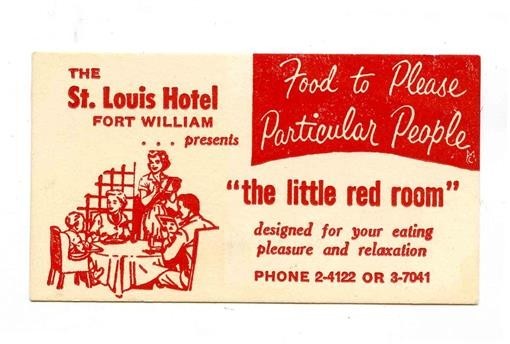 THE
St. Louis Hotel
FORT WILLIAM
. . . presents
Food to Please
Particular People
"the little red room"
designed for your eating
pleasure and relaxation
PHONE 2-4122 OR 3-7041